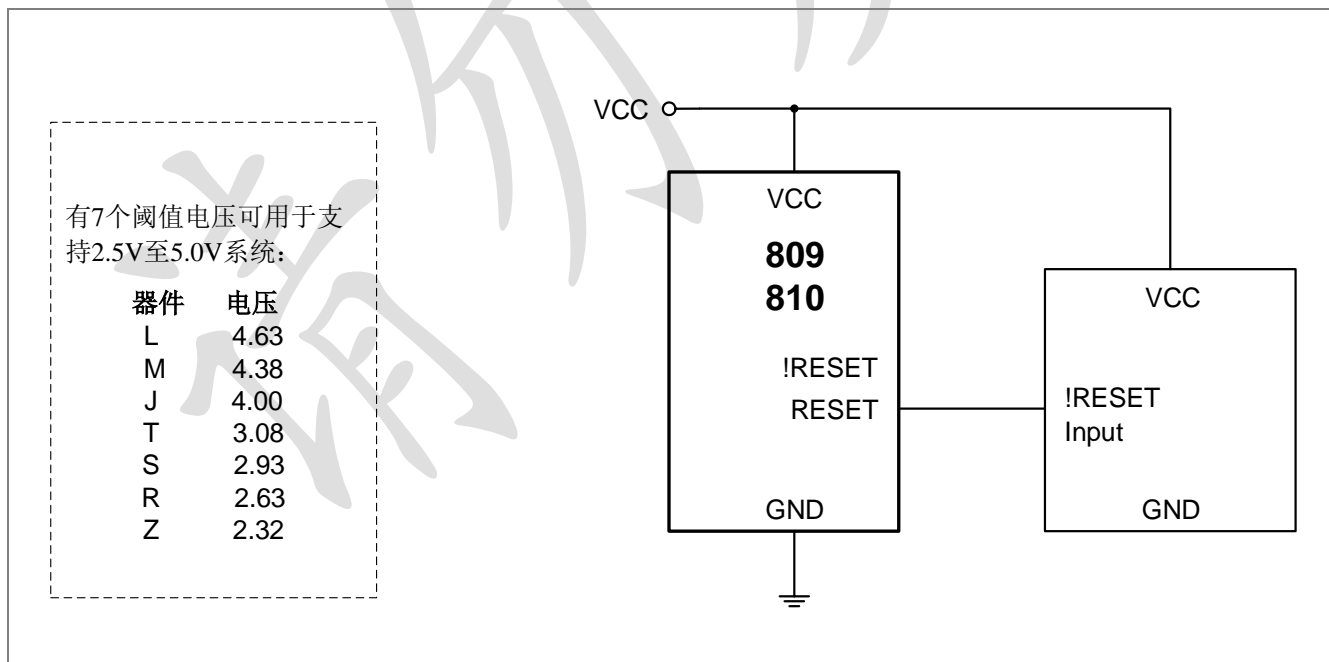 有7个阈值电压可用于支
持2.5V至5.0V系统：
器件 电压
L 4.63
M 4.38
J 4.00
T 3.08
S 2.93
R 2.63
Z 2.32
VCC
VCC
809
810
!RESET
RESET
GND
VCC
!RESET
Input
GND
请勿